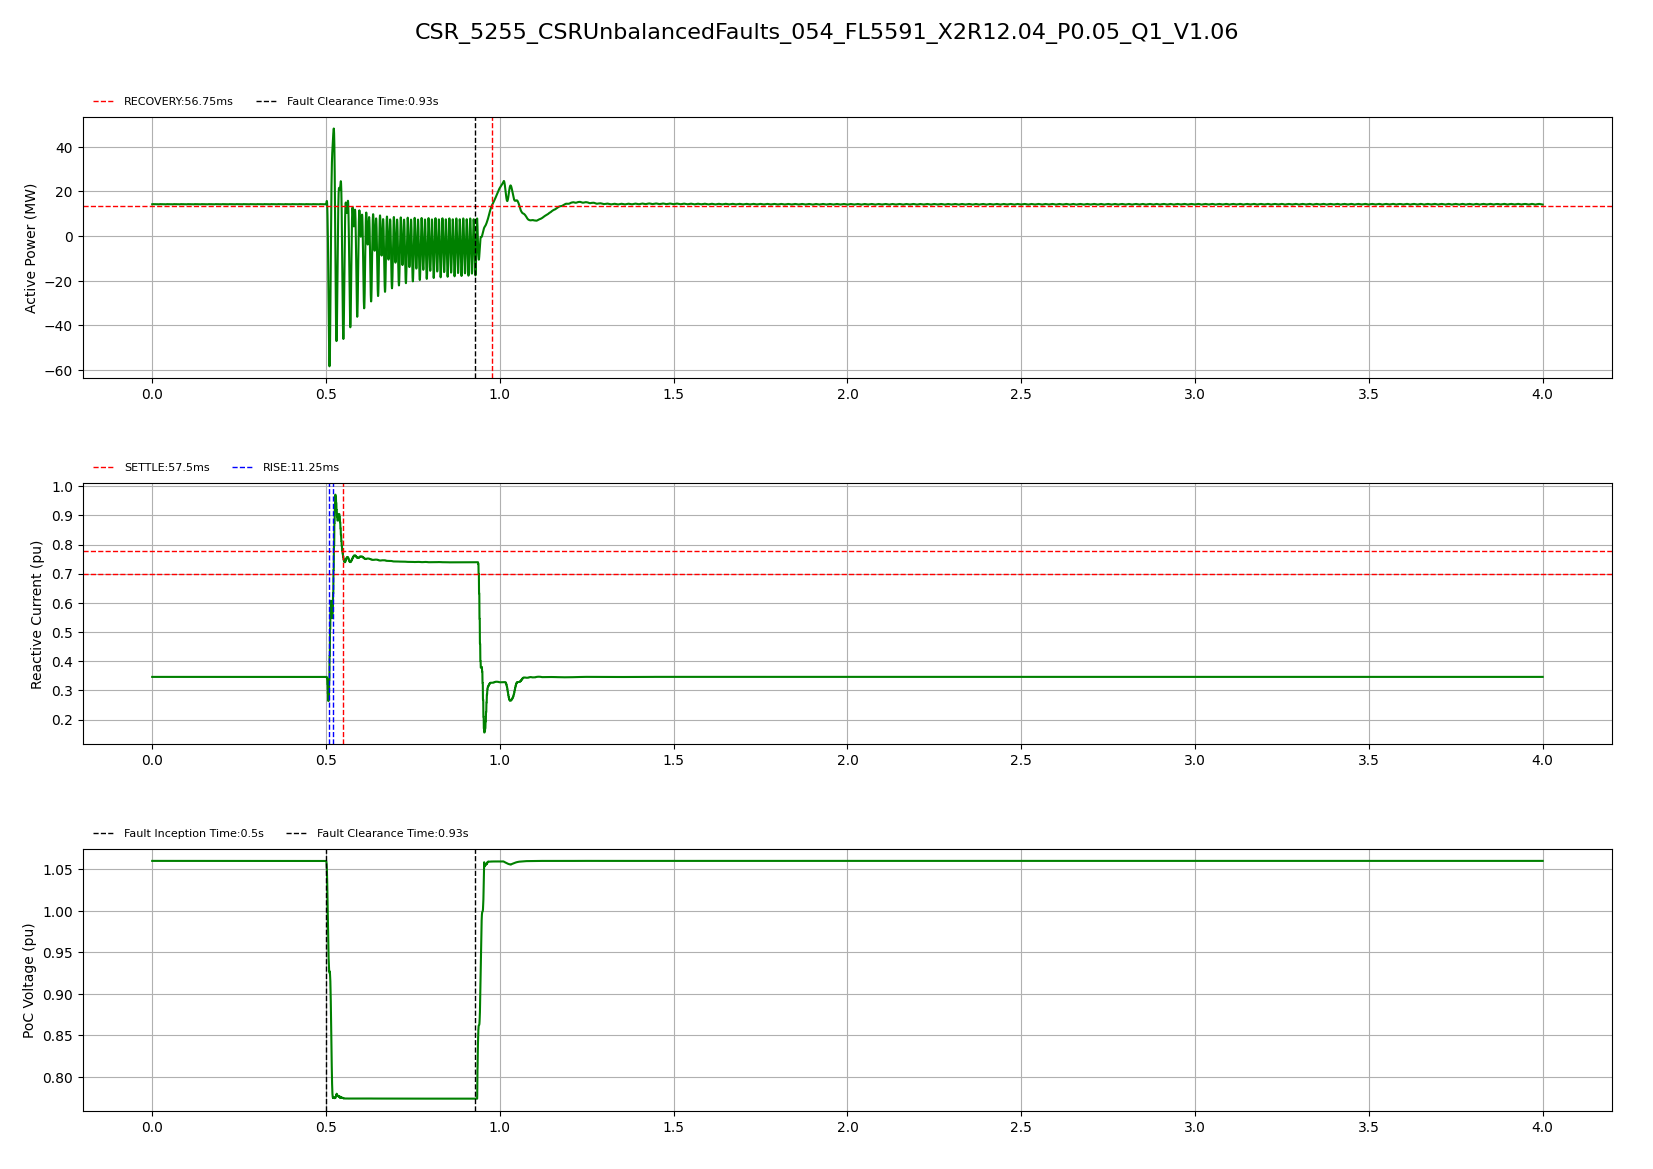 CSR_5255_CSRUnbalancedFaults_054_FL5591_X2R12.04_P0.05_Q1_V1.06
RECOVERY:56.75ms Fault Clearance Time:0.93s
Active Power (MW)
40
20
0
−20
−40
−60
0.0 0.5 1.0 1.5 2.0 2.5 3.0 3.5 4.0
SETTLE:57.5ms RISE:11.25ms
Reactive Current (pu)
1.0
0.9
0.8
0.7
0.6
0.5
0.4
0.3
0.2
0.0 0.5 1.0 1.5 2.0 2.5 3.0 3.5 4.0
Fault Inception Time:0.5s Fault Clearance Time:0.93s
PoC Voltage (pu)
1.05
1.00
0.95
0.90
0.85
0.80
0.0 0.5 1.0 1.5 2.0 2.5 3.0 3.5 4.0